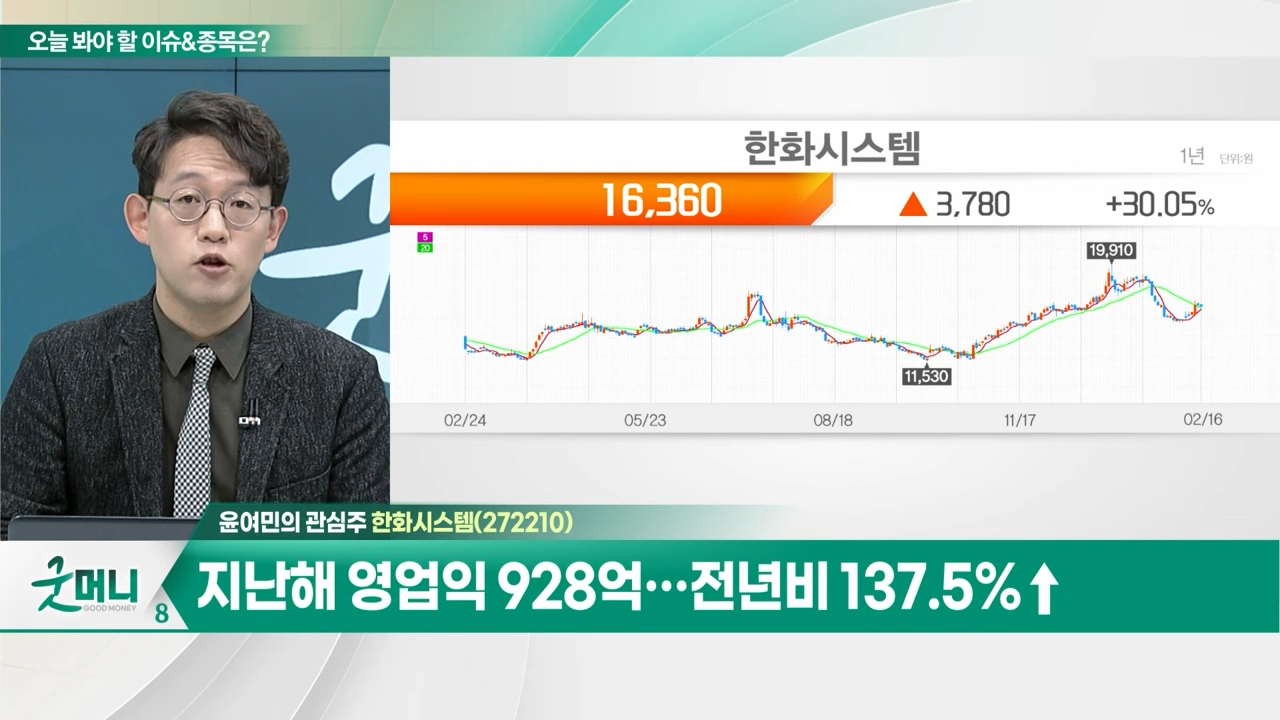 오늘 봐야 할 이슈&종목은?
한화시스템
1년 단위:원
16,360 ▲ 3,780 +30.05%
5
20
19,910
11,530
02/24 05/23 08/18 11/17 02/16
윤여민의 관심주 한화시스템(272210)
굿머니
GOOD MONEY
8
지난해 영업익 928억…전년비 137.5%↑